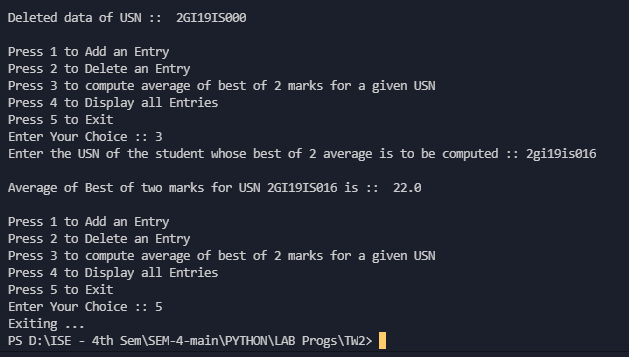 Deleted data of USN ::  2GI19IS000
Press 1 to Add an Entry
Press 2 to Delete an Entry
Press 3 to compute average of best of 2 marks for a given USN
Press 4 to Display all Entries
Press 5 to Exit
Enter Your Choice :: 3
Enter the USN of the student whose best of 2 average is to be computed :: 2gi19is016
Average of Best of two marks for USN 2GI19IS016 is ::  22.0
Press 1 to Add an Entry
Press 2 to Delete an Entry
Press 3 to compute average of best of 2 marks for a given USN
Press 4 to Display all Entries
Press 5 to Exit
Enter Your Choice :: 5
Exiting ...
PS D:\ISE - 4th Sem\SEM-4-main\PYTHON\LAB Progs\TW2>